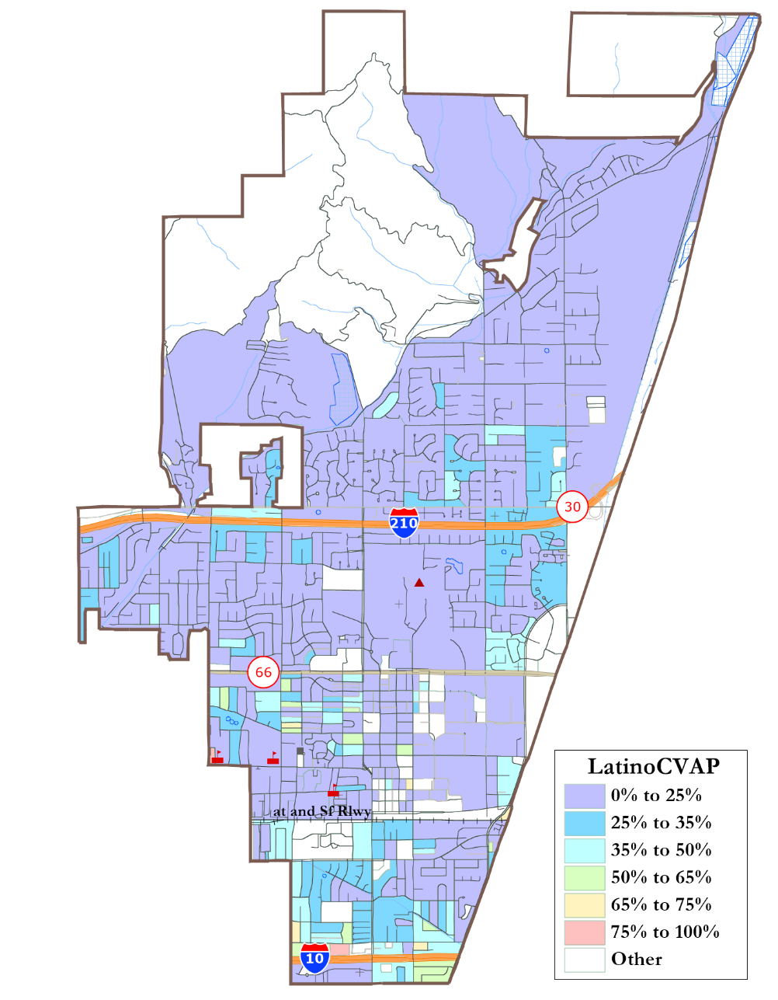 30
210
66
at and Sf Rlwy
10
LatinoCVAP
0% to 25%
25% to 35%
35% to 50%
50% to 65%
65% to 75%
75% to 100%
Other